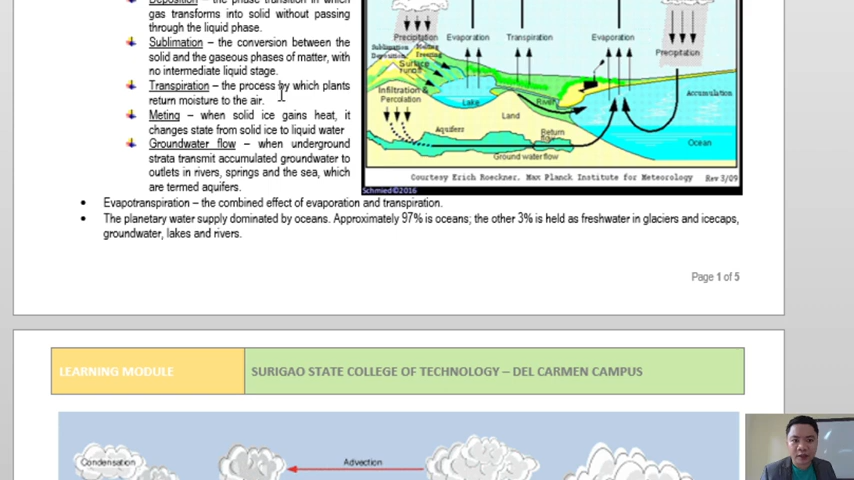 Deposition – the phase transition in which
gas transforms into solid without passing
through the liquid phase.
Sublimation – the conversion between the
solid and the gaseous phases of matter, with
no intermediate liquid stage.
Transpiration – the process by which plants
return moisture to the air.
Meting – when solid ice gains heat, it
changes state from solid ice to liquid water
Groundwater flow – when underground
strata transmit accumulated groundwater to
outlets in rivers, springs and the sea, which
are termed aquifers.
Precipitation
Evaporation
Transpiration
Evaporation
Precipitation
Sublimation
Deposition
Melting
Freezing
Surface
Runoff
Infiltration &
Percolation
Lake
River
Land
Accumulation
Aquifers
Return
Ocean
Ground water flow
Courtesy Erich Roeckner, Max Planck Institute for Meteorology
Rev 3/09
Schmied©2016
• Evapotranspiration – the combined effect of evaporation and transpiration.
• The planetary water supply dominated by oceans. Approximately 97% is oceans; the other 3% is held as freshwater in glaciers and icecaps,
groundwater, lakes and rivers.
Page 1 of 5
LEARNING MODULE
SURIGAO STATE COLLEGE OF TECHNOLOGY – DEL CARMEN CAMPUS
Condensation
Advection